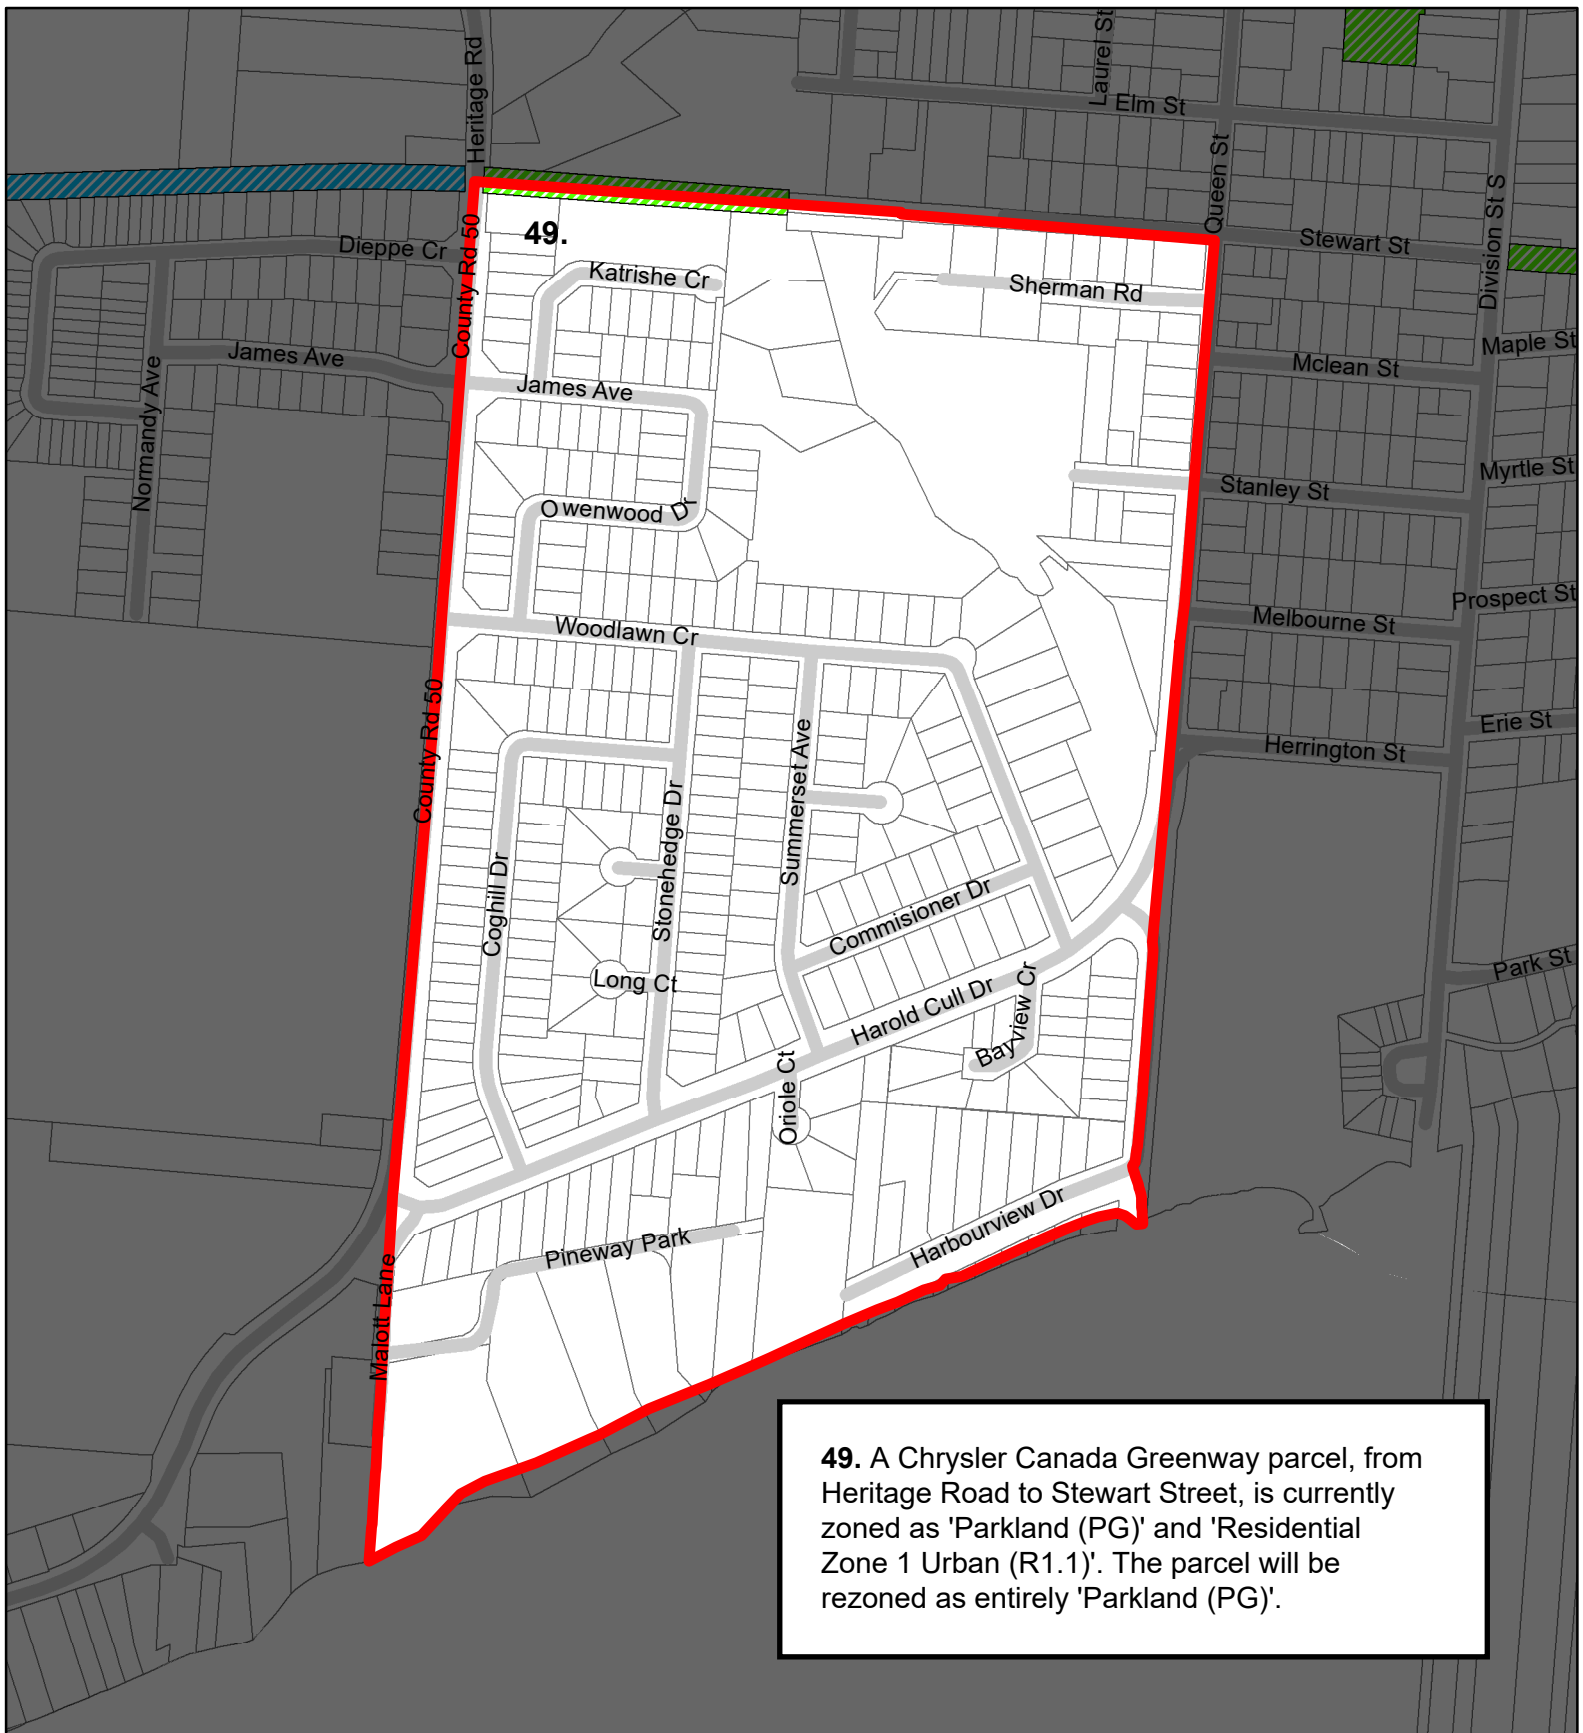 Heritage Rd
Laurel St
Elm St
Queen St
Division St S
Stewart St
49.
Dieppe Cr
County Rd 50
Katrishe Cr
Sherman Rd
James Ave
James Ave
Mclean St
Maple St
Normandy Ave
Owenwood Dr
Stanley St
Myrtle St
Woodlawn Cr
Melbourne St
Prospect St
County Rd 50
Herrington St
Erie St
Coghill Dr
Stonehedge Dr
Summerset Ave
Commisioner Dr
Long Ct
Harold Cull Dr
Bayview Cr
Park St
Oriole Ct
Harbourview Dr
Pineway Park
Malott Lane
49. A Chrysler Canada Greenway parcel, from
Heritage Road to Stewart Street, is currently
zoned as 'Parkland (PG)' and 'Residential
Zone 1 Urban (R1.1)'. The parcel will be
rezoned as entirely 'Parkland (PG)'.